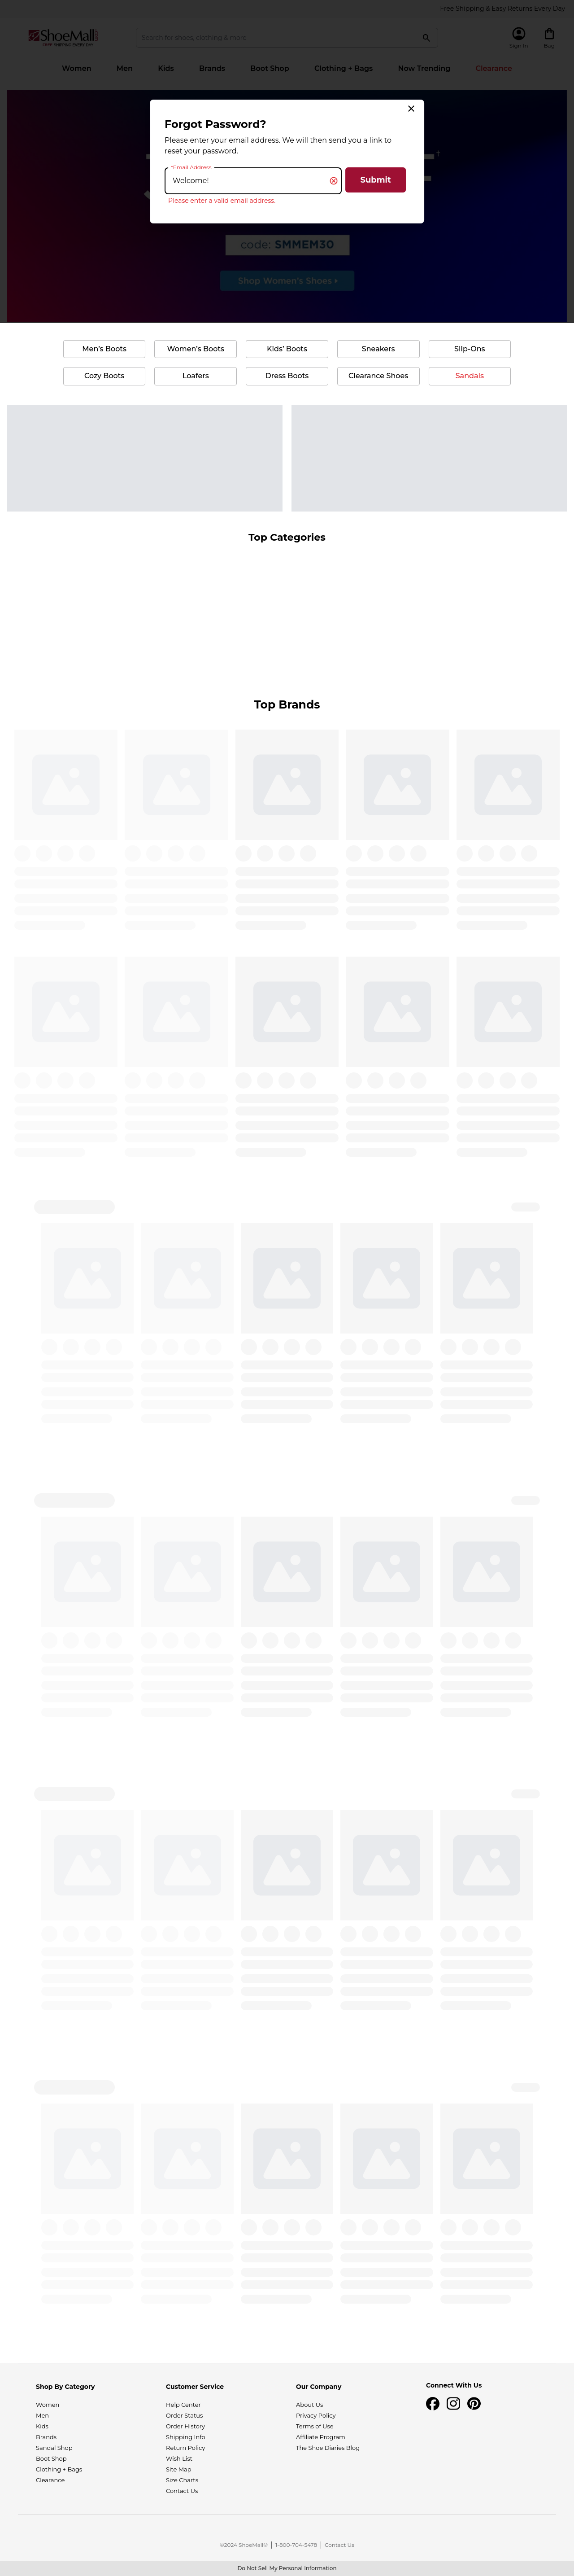 Free Shipping & Easy Returns Every Day
ShoeMall
FREE SHIPPING EVERY DAY
Search for shoes, clothing & more
Sign In
Bag
Women Men Kids Brands Boot Shop Clothing + Bags Now Trending Clearance
Forgot Password?
Please enter your email address. We will then send you a link to
reset your password.
*Email Address
Welcome!
Submit
Please enter a valid email address.
code: SMMEM30
Shop Women's Shoes
Men's Boots Women's Boots Kids' Boots Sneakers Slip-Ons
Cozy Boots Loafers Dress Boots Clearance Shoes Sandals
Top Categories
Top Brands
Shop By Category
Women
Men
Kids
Brands
Sandal Shop
Boot Shop
Clothing + Bags
Clearance
Customer Service
Help Center
Order Status
Order History
Shipping Info
Return Policy
Wish List
Site Map
Size Charts
Contact Us
Our Company
About Us
Privacy Policy
Terms of Use
Affiliate Program
The Shoe Diaries Blog
Connect With Us
©2024 ShoeMall® | 1-800-704-5478 | Contact Us
Do Not Sell My Personal Information